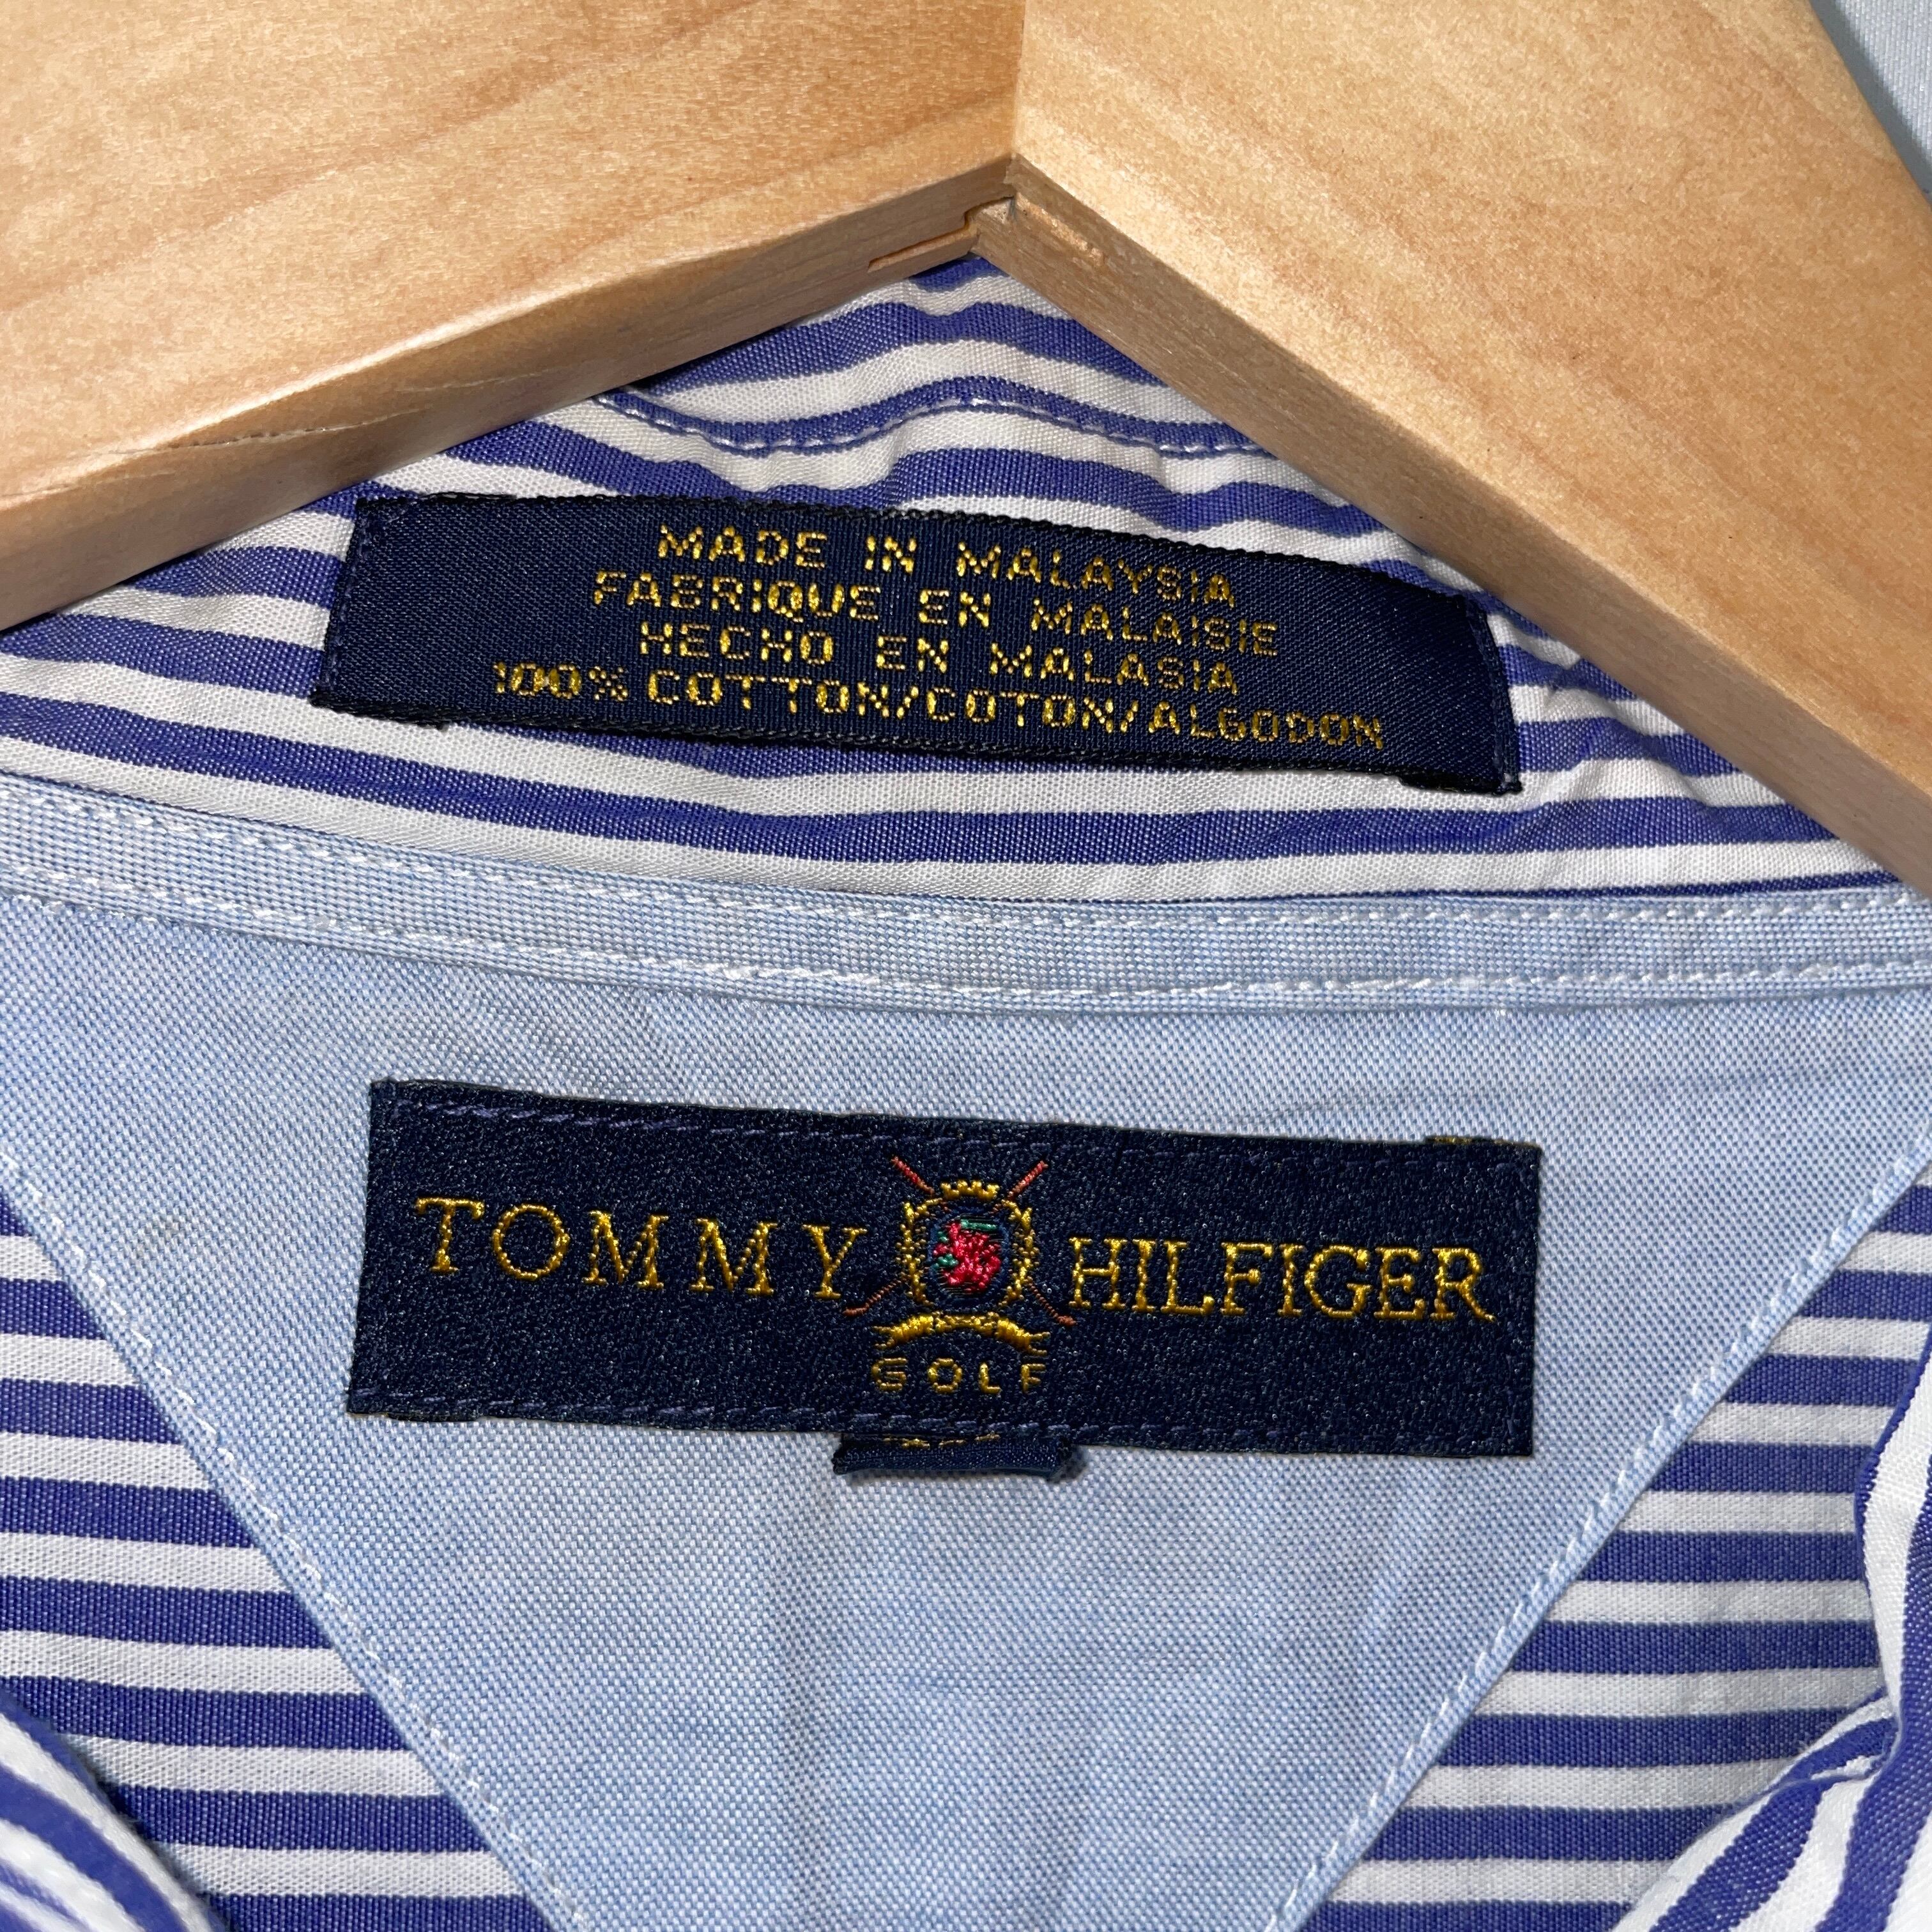 MADE IN MALAYSIA
FABRIQUE EN MALAISIE
HECHO EN MALASIA
100% COTTON/COTON/ALGODON
TOMMY HILFIGER
GOLF